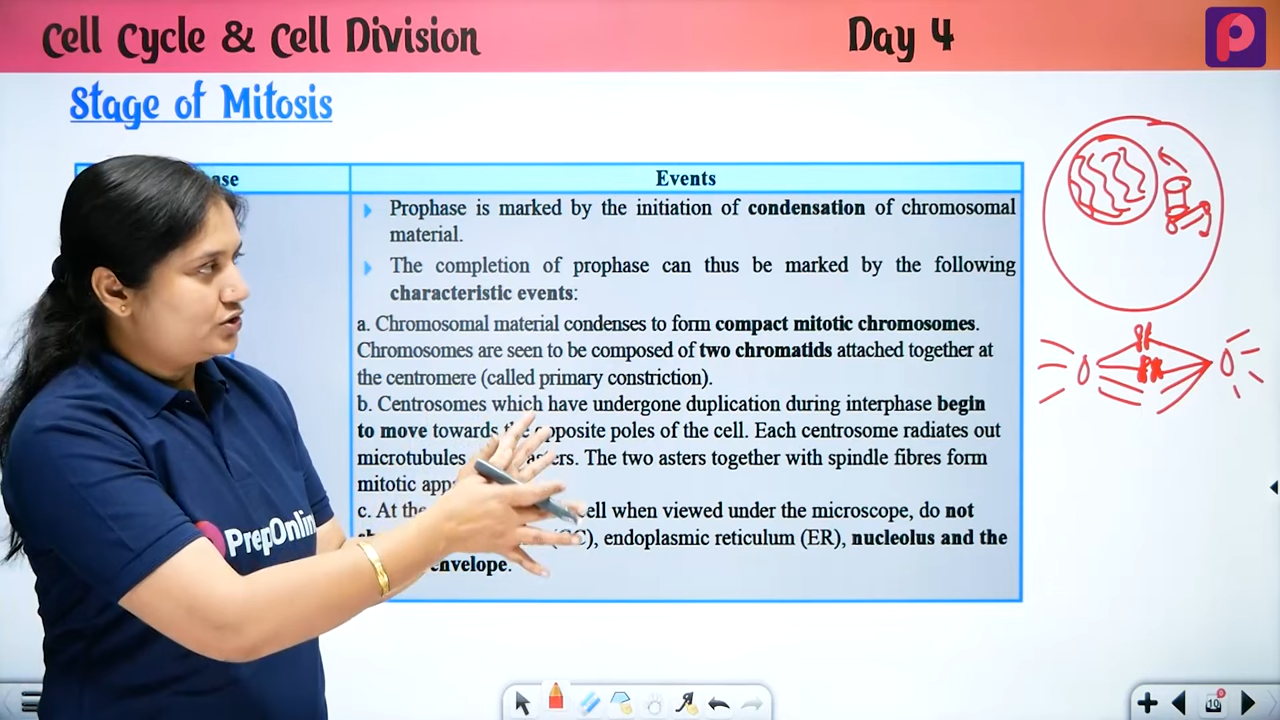 Cell Cycle & Cell Division
Day 4
Stage of Mitosis
Events
Prophase is marked by the initiation of condensation of chromosomal
material.
The completion of prophase can thus be marked by the following
characteristic events:
a. Chromosomal material condenses to form compact mitotic chromosomes.
Chromosomes are seen to be composed of two chromatids attached together at
the centromere (called primary constriction).
b. Centrosomes which have undergone duplication during interphase begin
to move towards the opposite poles of the cell. Each centrosome radiates out
microtubules The two asters together with spindle fibres form
mitotic
c. At the cell when viewed under the microscope, do not
endoplasmic reticulum (ER), nucleolus and the
envelope.
PrepOnlin
10